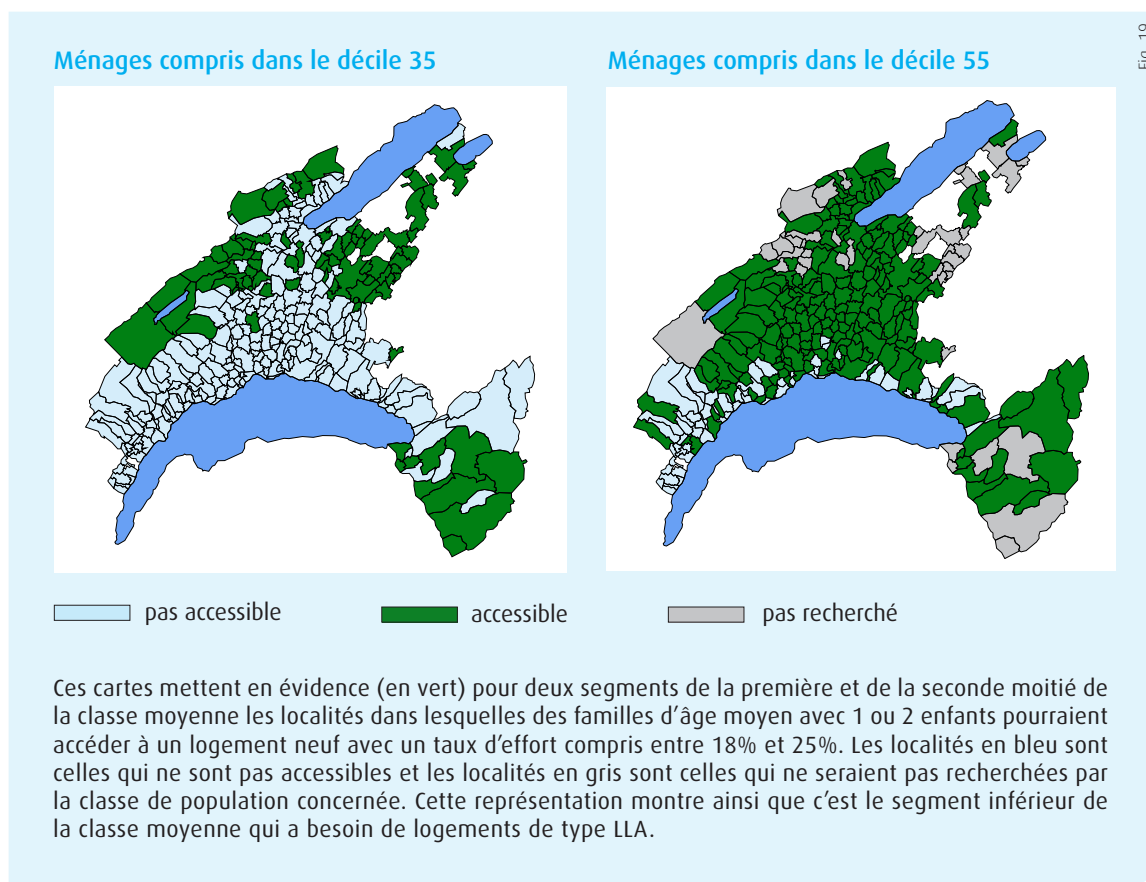 Fig. 19
Ménages compris dans le décile 35
Ménages compris dans le décile 55
pas accessible
accessible
pas recherché
Ces cartes mettent en évidence (en vert) pour deux segments de la première et de la seconde moitié de
la classe moyenne les localités dans lesquelles des familles d’âge moyen avec 1 ou 2 enfants pourraient
accéder à un logement neuf avec un taux d’effort compris entre 18% et 25%. Les localités en bleu sont
celles qui ne sont pas accessibles et les localités en gris sont celles qui ne seraient pas recherchées par
la classe de population concernée. Cette représentation montre ainsi que c’est le segment inférieur de
la classe moyenne qui a besoin de logements de type LLA.